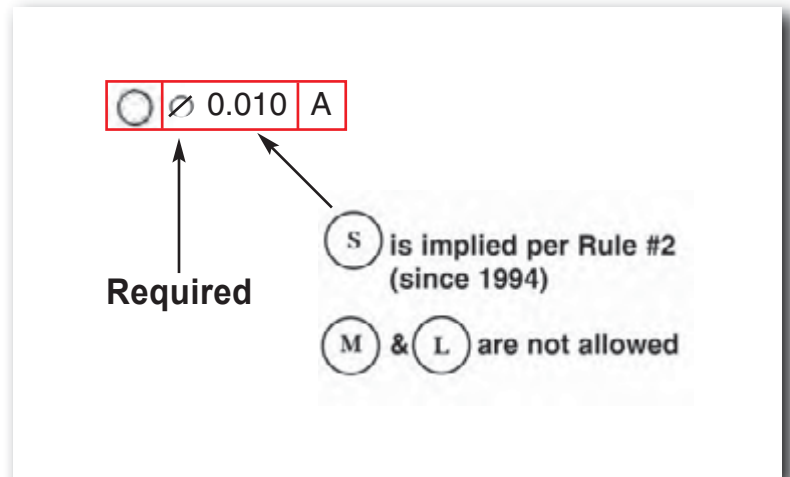 ⌀ 0.010 A
S is implied per Rule #2
(since 1994)
Required
M & L are not allowed